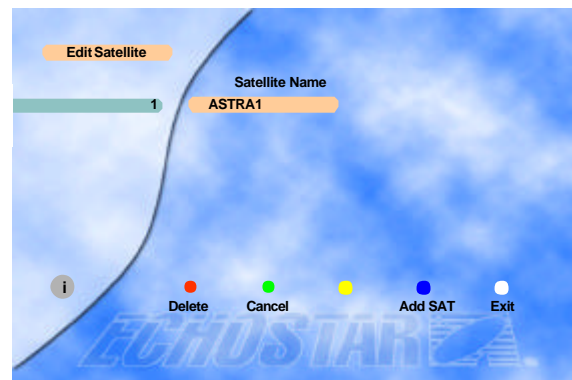 Edit Satellite
Satellite Name
1 ASTRA1
i
Delete Cancel Add SAT Exit
ECHOSTAR